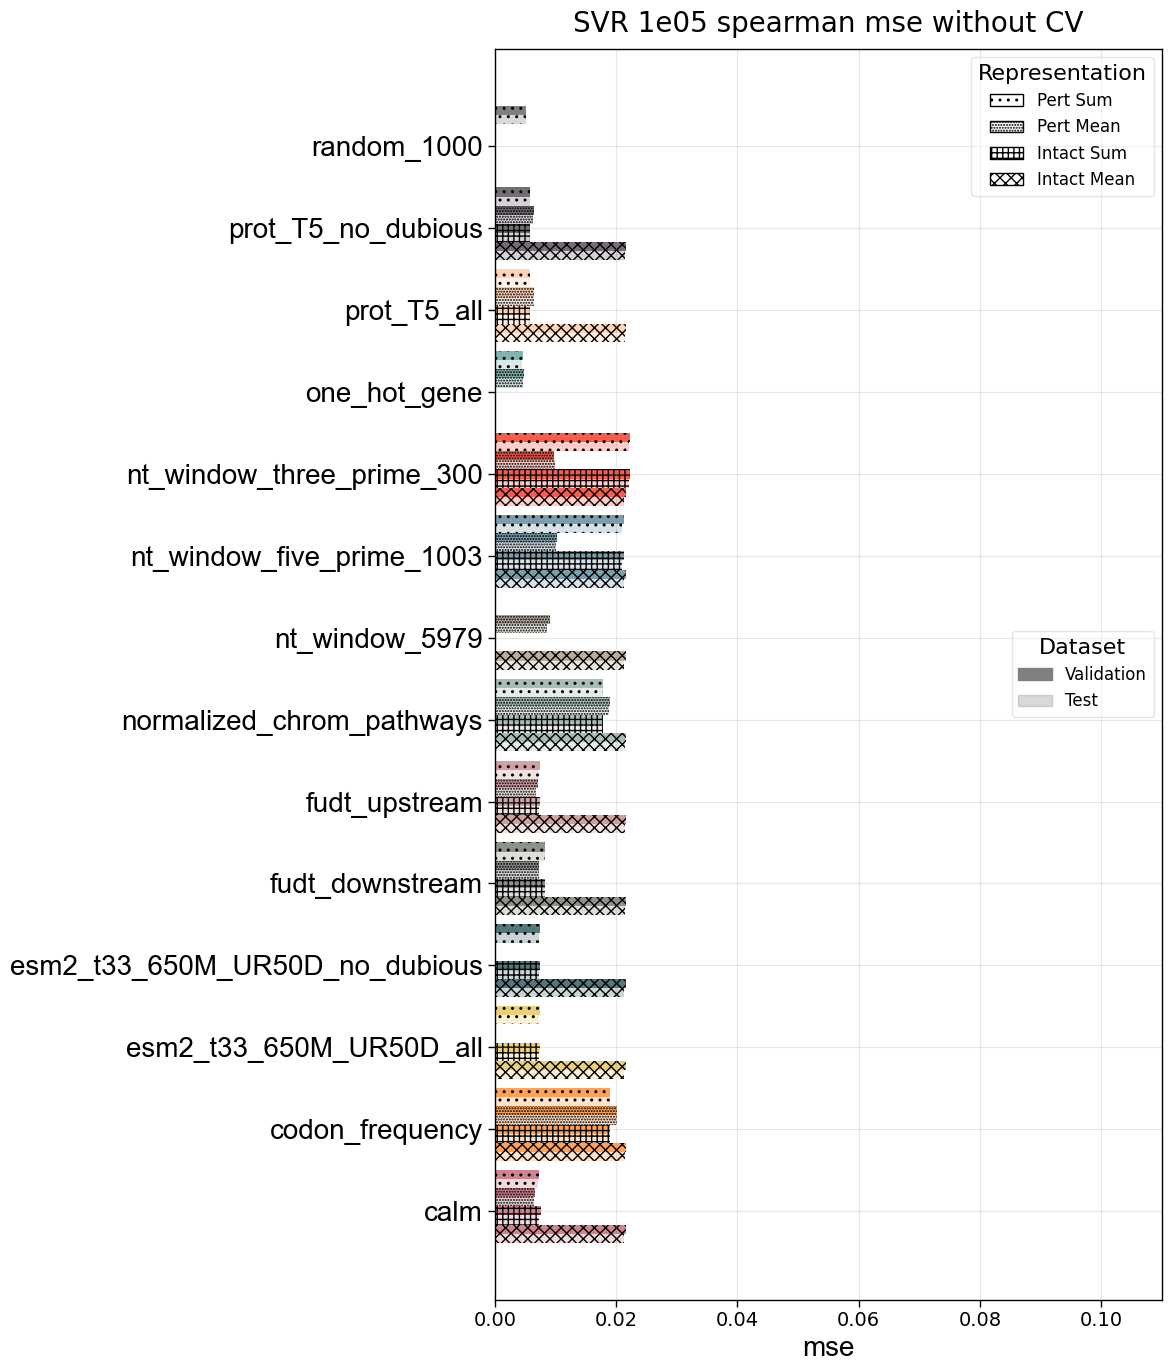 SVR 1e05 spearman mse without CV
Representation
Pert Sum
Pert Mean
Intact Sum
Intact Mean
random_1000
prot_T5_no_dubious
prot_T5_all
one_hot_gene
nt_window_three_prime_300
nt_window_five_prime_1003
nt_window_5979
Dataset
Validation
Test
normalized_chrom_pathways
fudt_upstream
fudt_downstream
esm2_t33_650M_UR50D_no_dubious
esm2_t33_650M_UR50D_all
codon_frequency
calm
0.00 0.02 0.04 0.06 0.08 0.10
mse